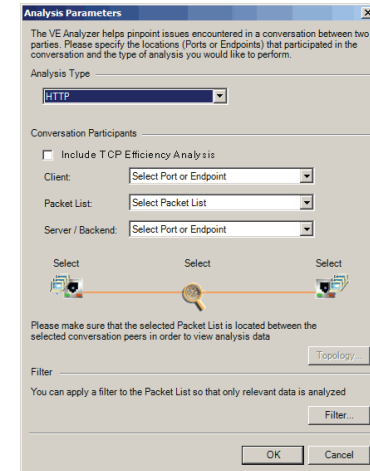 Analysis Parameters
The VE Analyzer helps pinpoint issues encountered in a conversation between two
parties. Please specify the locations (Ports or Endpoints) that participated in the
conversation and the type of analysis you would like to perform.
Analysis Type
HTTP
Conversation Participants
Include TCP Efficiency Analysis
Client: Select Port or Endpoint
Packet List: Select Packet List
Server / Backend: Select Port or Endpoint
Select Select Select
Please make sure that the selected Packet List is located between the
selected conversation peers in order to view analysis data
Topology...
Filter
You can apply a filter to the Packet List so that only relevant data is analyzed
Filter...
OK Cancel